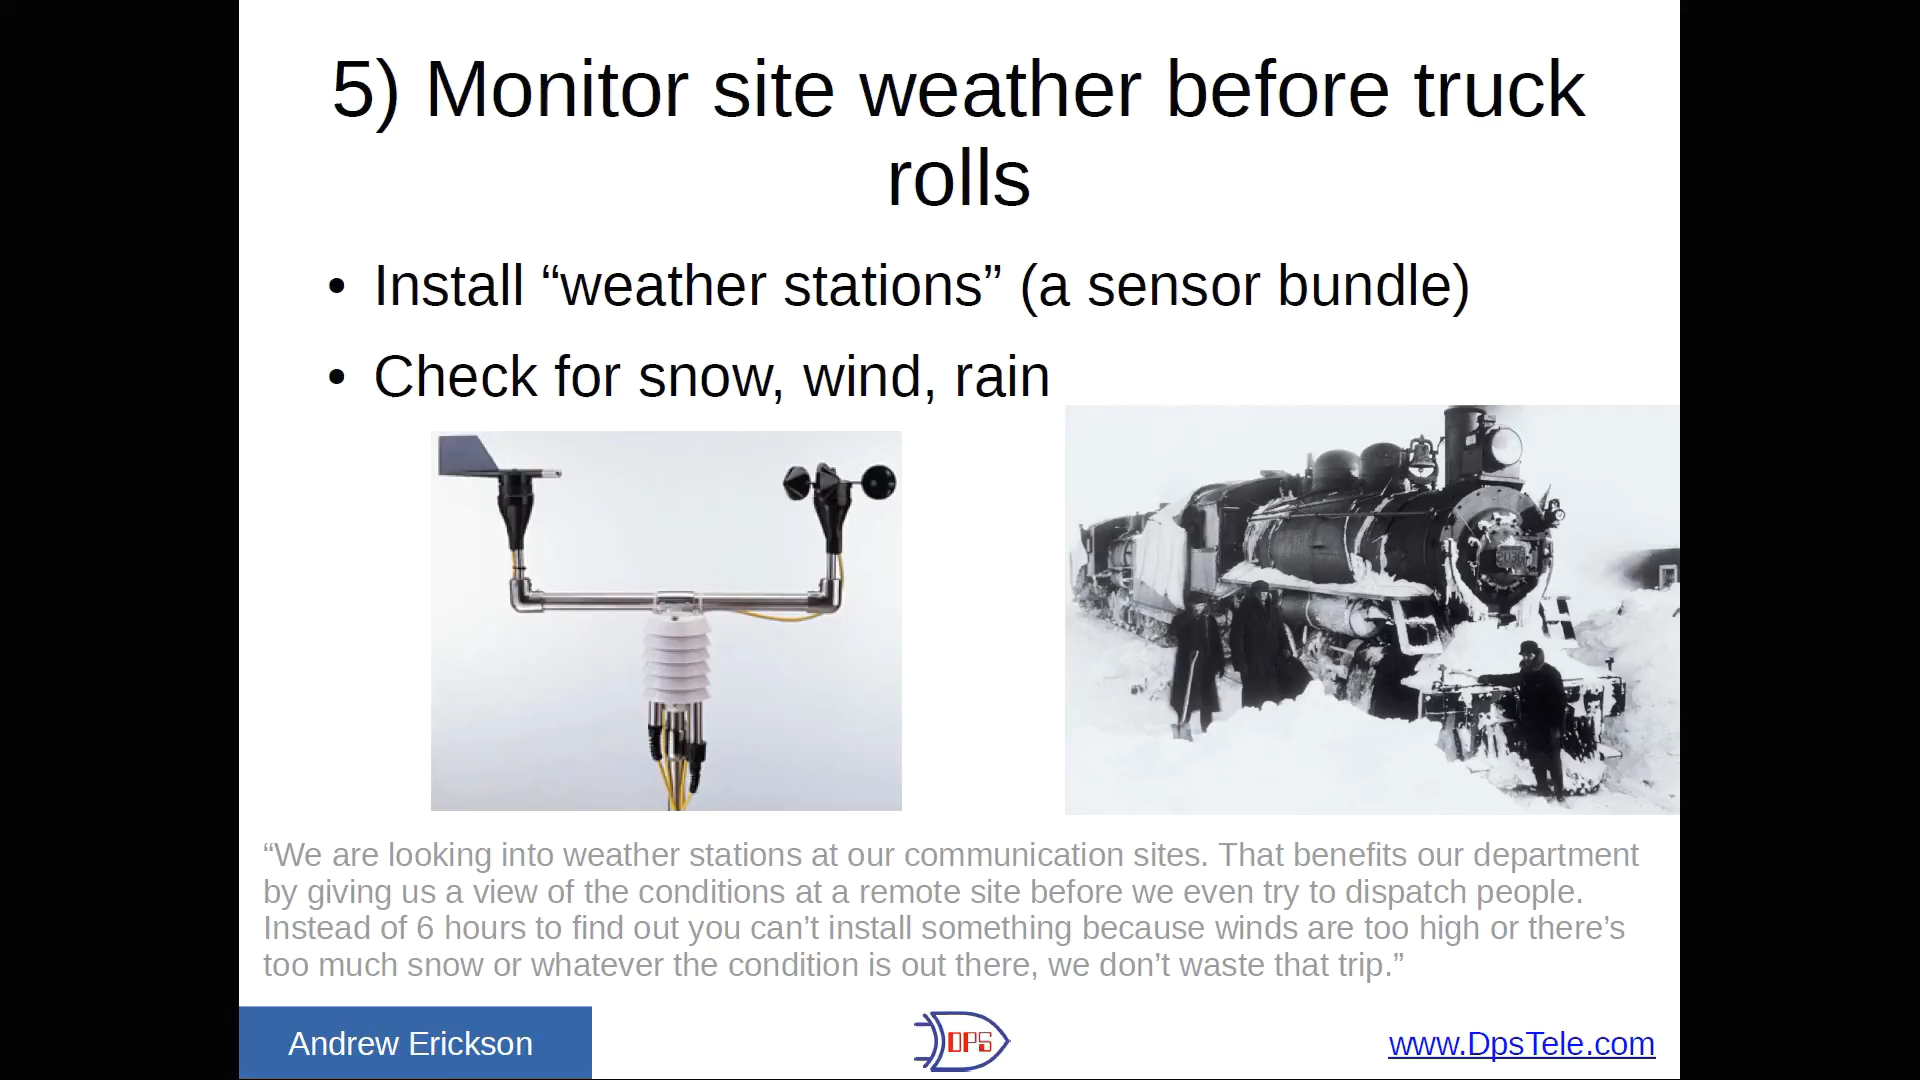 5) Monitor site weather before truck
rolls
• Install “weather stations” (a sensor bundle)
• Check for snow, wind, rain
“We are looking into weather stations at our communication sites. That benefits our department
by giving us a view of the conditions at a remote site before we even try to dispatch people.
Instead of 6 hours to find out you can’t install something because winds are too high or there’s
too much snow or whatever the condition is out there, we don’t waste that trip.”
Andrew Erickson
DPS
www.DpsTele.com